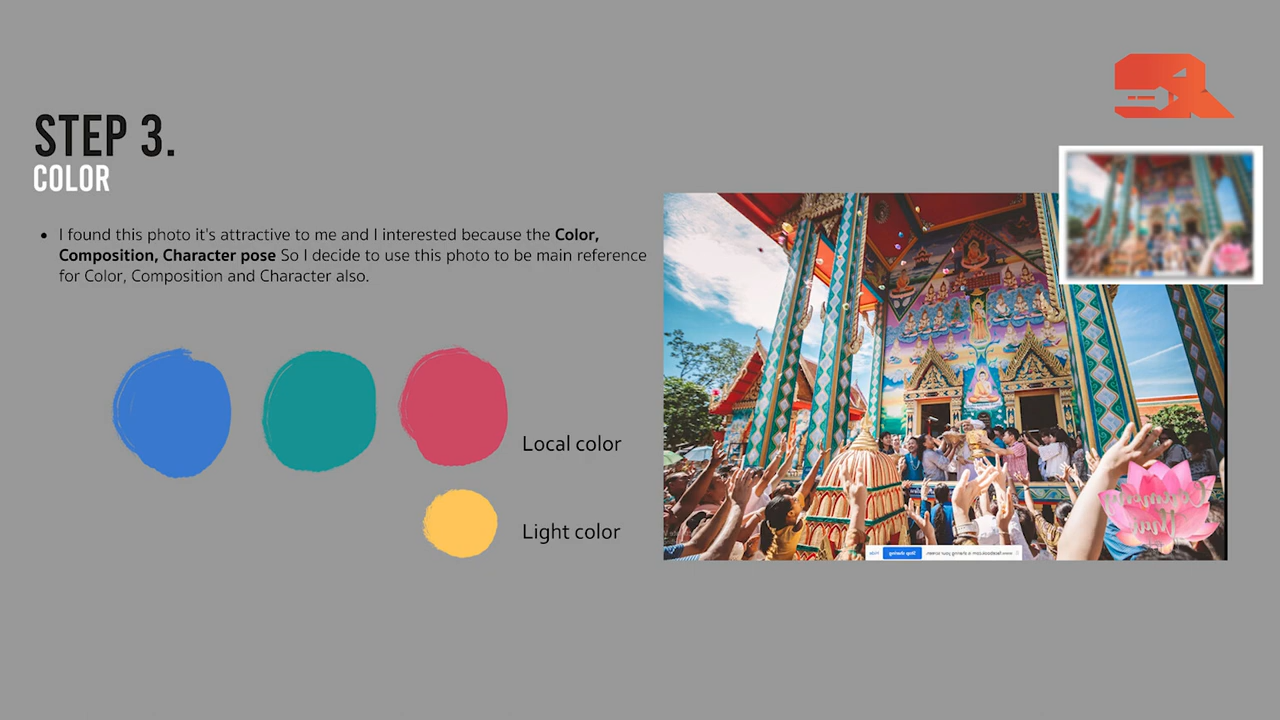 STEP 3.
COLOR
• I found this photo it's attractive to me and I interested because the Color,
Composition, Character pose So I decide to use this photo to be main reference
for Color, Composition and Character also.
Local color
Light color
Stop sharing